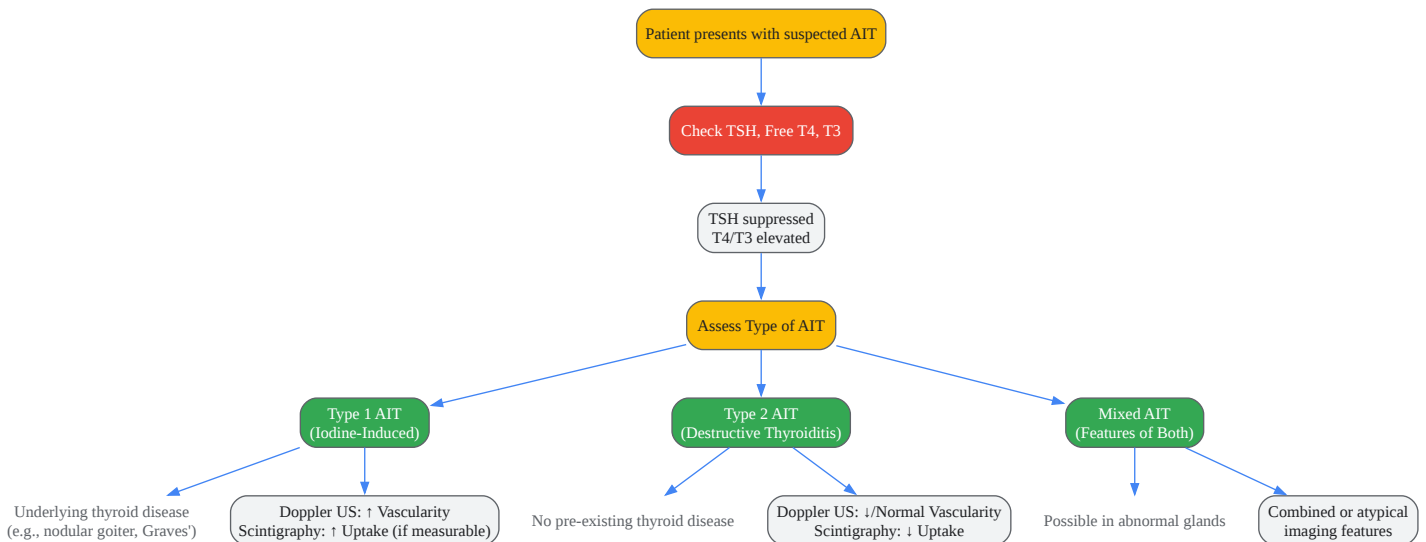 Patient presents with suspected AIT
Check TSH, Free T4, T3
TSH suppressed
T4/T3 elevated
Assess Type of AIT
Type 1 AIT
(Iodine-Induced)
Type 2 AIT
(Destructive Thyroiditis)
Mixed AIT
(Features of Both)
Underlying thyroid disease
(e.g., nodular goiter, Graves')
Doppler US: ↑ Vascularity
Scintigraphy: ↑ Uptake (if measurable)
No pre-existing thyroid disease
Doppler US: ↓/Normal Vascularity
Scintigraphy: ↓ Uptake
Possible in abnormal glands
Combined or atypical
imaging features